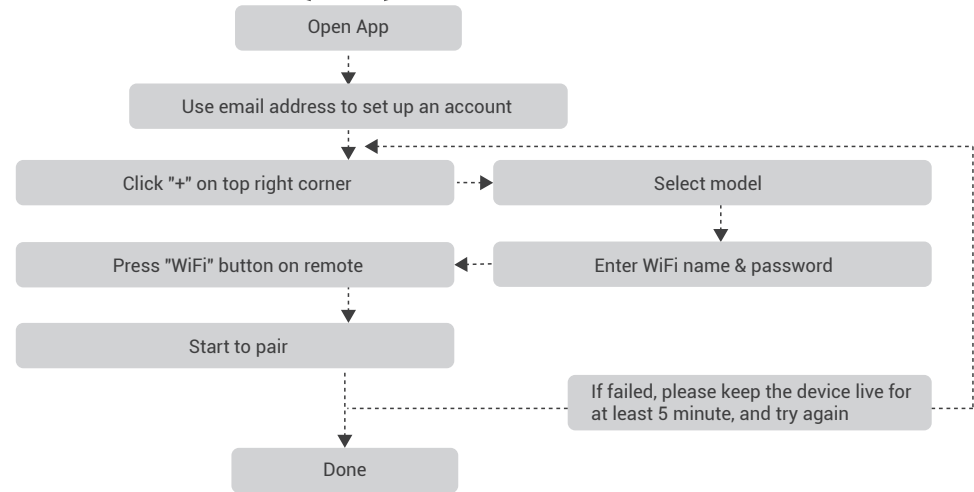 Open App
Use email address to set up an account
Click "+" on top right corner
Select model
Enter WiFi name & password
Press "WiFi" button on remote
Start to pair
If failed, please keep the device live for
at least 5 minute, and try again
Done